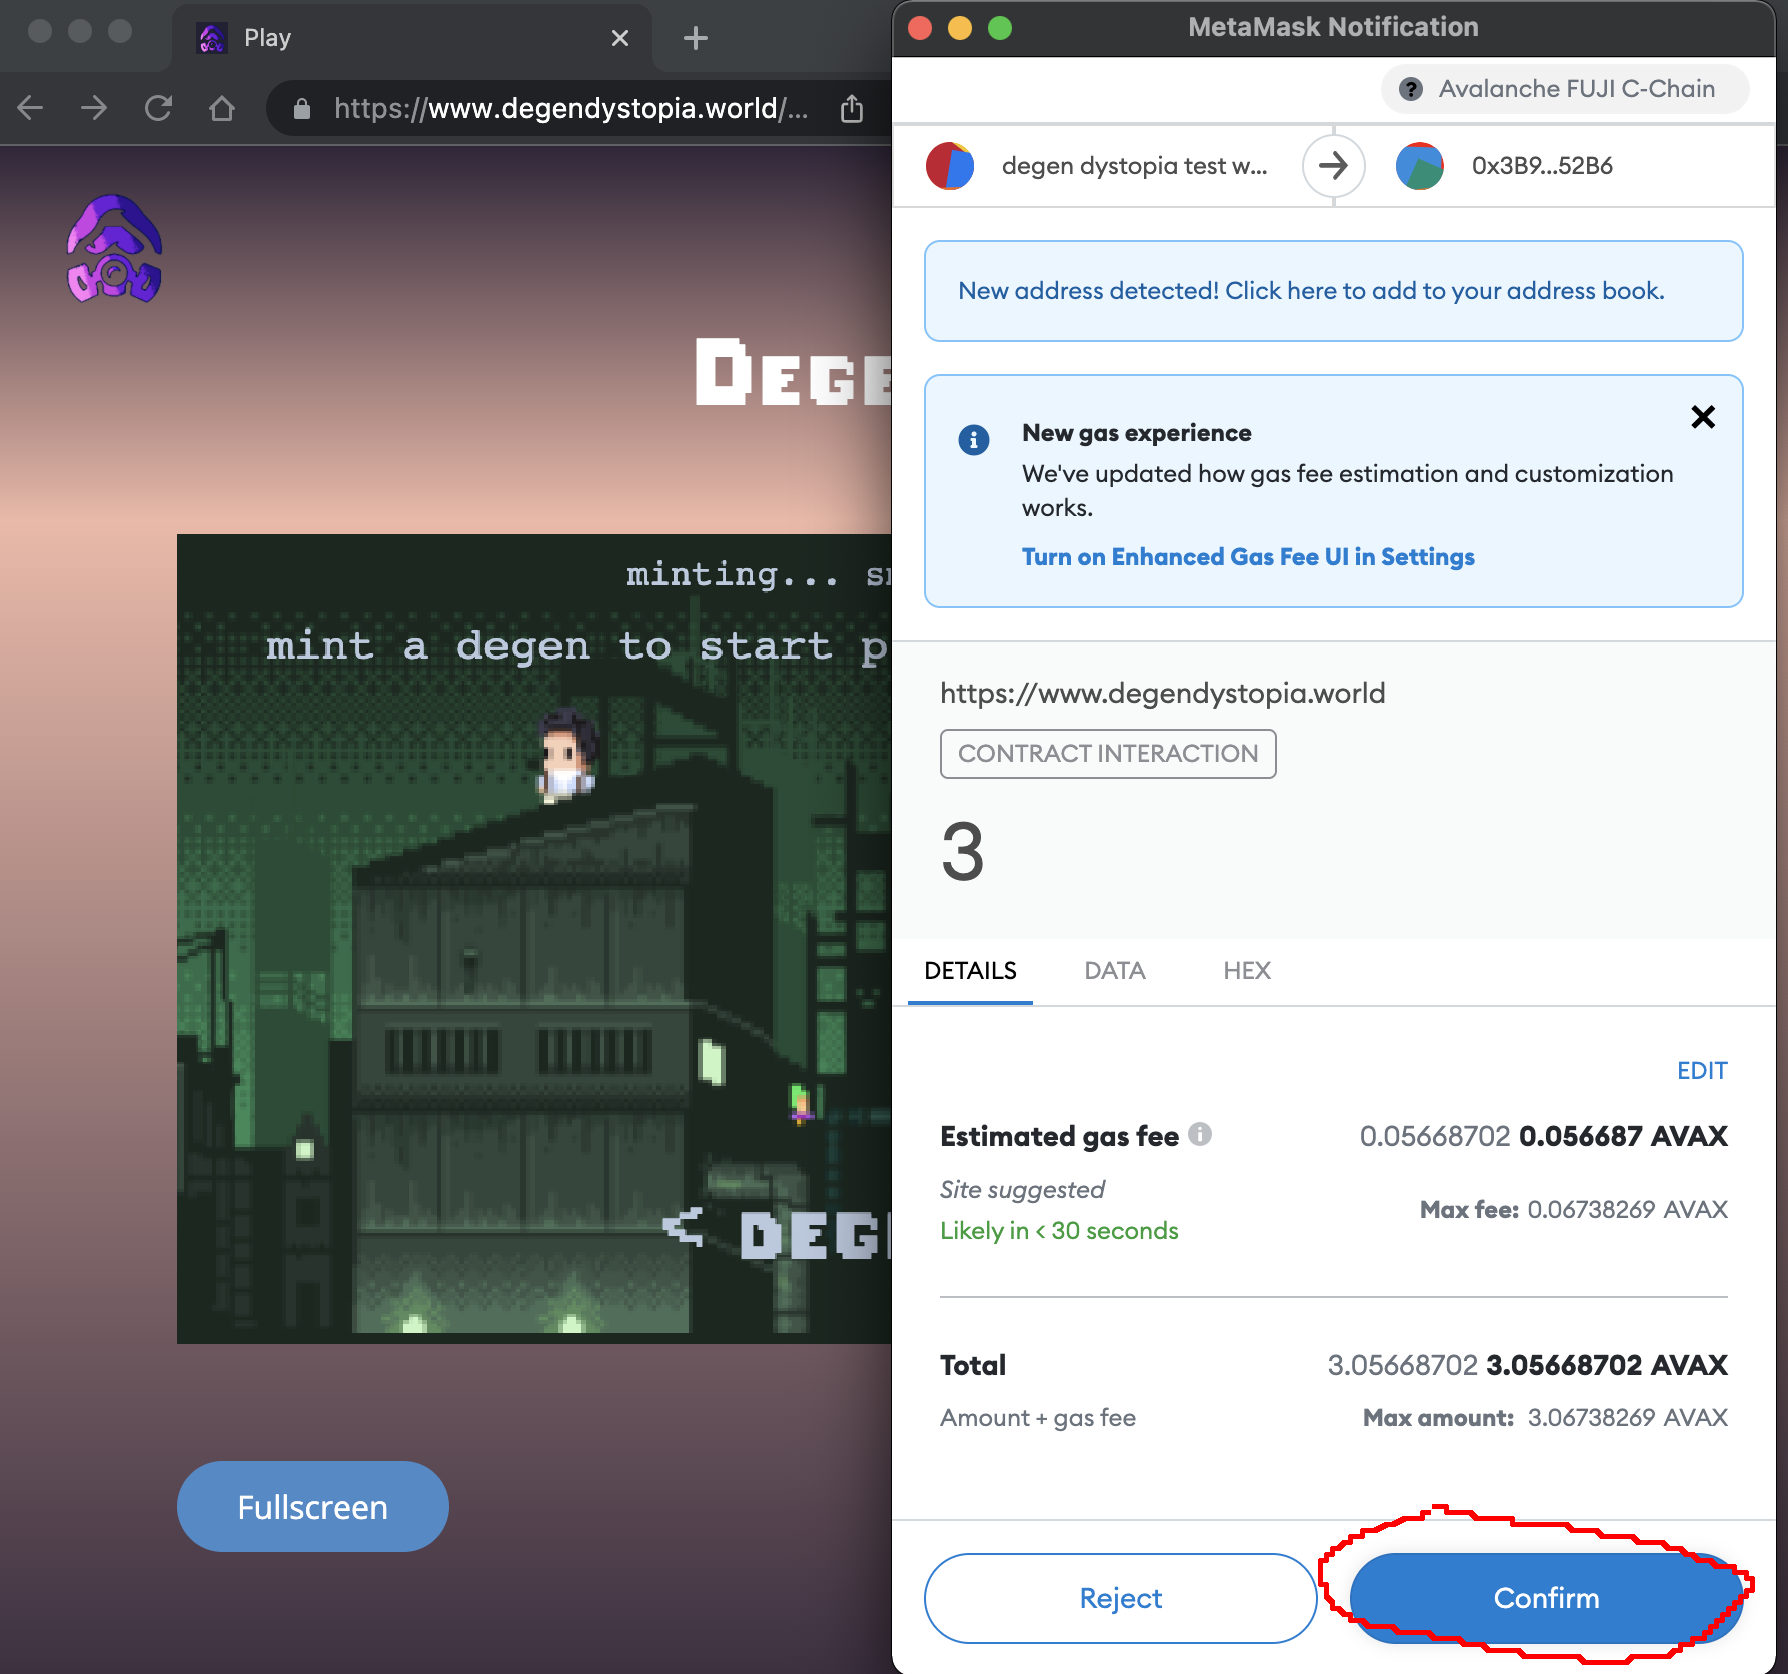 Play
https://www.degendystopia.world/...
minting...
mint a degen to start p
< DEG
Fullscreen
MetaMask Notification
Avalanche FUJI C-Chain
degen dystopia test w...
0x3B9...52B6
New address detected! Click here to add to your address book.
New gas experience
We've updated how gas fee estimation and customization
works.
Turn on Enhanced Gas Fee UI in Settings
https://www.degendystopia.world
CONTRACT INTERACTION
3
DETAILS DATA HEX
EDIT
Estimated gas fee 0.05668702 0.056687 AVAX
Site suggested
Max fee: 0.06738269 AVAX
Likely in < 30 seconds
Total 3.05668702 3.05668702 AVAX
Amount + gas fee Max amount: 3.06738269 AVAX
Reject Confirm